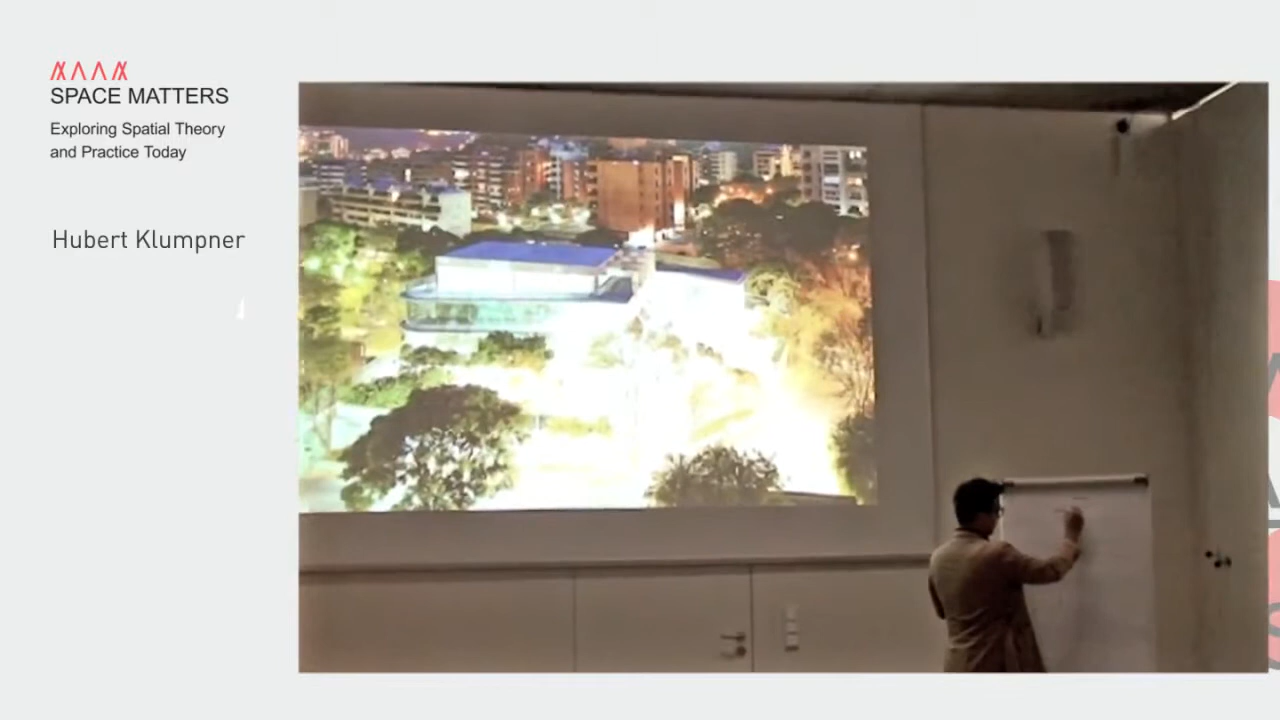 SPACE MATTERS
Exploring Spatial Theory
and Practice Today
Hubert Klumpner